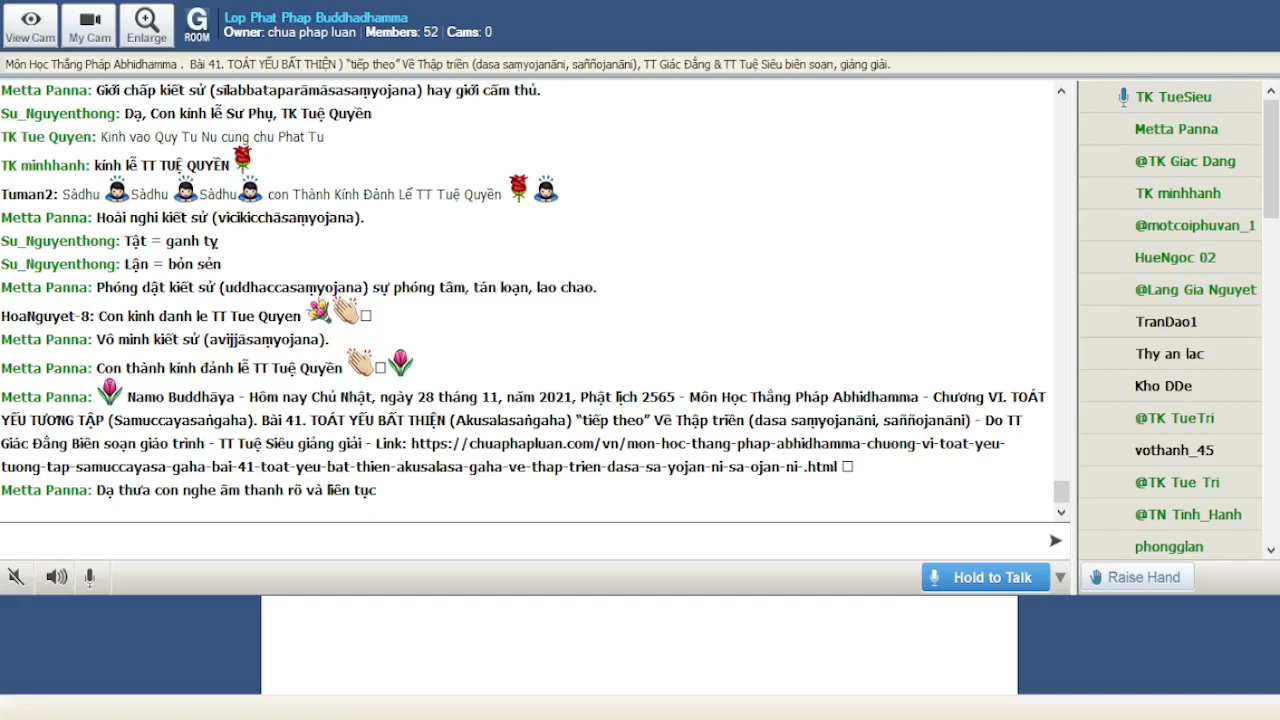 View Cam
My Cam
Enlarge
G
ROOM
Lop Phat Phap Buddhadhamma
Owner: chua phap luan | Members: 52 | Cams: 0
Môn Học Thắng Pháp Abhidhamma . Bài 41. TOÁT YẾU BẤT THIỆN ) “tiếp theo” Về Thập triền (dasa saṃyojanāni, saññojanāni), TT Giác Đẳng & TT Tuệ Siêu biên soạn, giảng giải.
Metta Panna: Giới chấp kiết sử (sīlabbataparāmāsasaṃyojana) hay giới cấm thủ.
Su_Nguyenthong: Dạ, Con kính lễ Sư Phụ, TK Tuệ Quyền
TK Tue Quyen: Kinh vao Quy Tu Nu cung chu Phat Tu
TK minhhanh: kính lễ TT TUỆ QUYỀN
Tuman2: Sàdhu Sàdhu Sàdhu con Thành Kính Đảnh Lể TT Tuệ Quyền
Metta Panna: Hoài nghi kiết sử (vicikicchāsaṃyojana).
Su_Nguyenthong: Tật = ganh tỵ
Su_Nguyenthong: Lận = bỏn sẻn
Metta Panna: Phóng dật kiết sử (uddhaccasaṃyojana) sự phóng tâm, tán loạn, lao chao.
HoaNguyet-8: Con kinh danh le TT Tue Quyen
Metta Panna: Vô minh kiết sử (avijjāsaṃyojana).
Metta Panna: Con thành kính đảnh lễ TT Tuệ Quyền
Metta Panna: Namo Buddhāya - Hôm nay Chủ Nhật, ngày 28 tháng 11, năm 2021, Phật lịch 2565 - Môn Học Thắng Pháp Abhidhamma - Chương VI. TOÁT
YẾU TƯƠNG TẬP (Samuccayasaṅgaha). Bài 41. TOÁT YẾU BẤT THIỆN (Akusalasaṅgaha) “tiếp theo” Về Thập triền (dasa saṃyojanāni, saññojanāni) - Do TT
Giác Đẳng Biên soạn giáo trình - TT Tuệ Siêu giảng giải - Link: https://chuaphapluan.com/vn/mon-hoc-thang-phap-abhidhamma-chuong-vi-toat-yeu-
tuong-tap-samuccayasa-gaha-bai-41-toat-yeu-bat-thien-akusalasa-gaha-ve-thap-trien-dasa-sa-yojan-ni-sa-ojan-ni-.html
Metta Panna: Dạ thưa con nghe âm thanh rõ và liên tục
Hold to Talk
TK TueSieu
Metta Panna
@TK Giac Dang
TK minhhanh
@motcoiphuvan_1
HueNgoc 02
@Lang Gia Nguyet
TranDao1
Thy an lac
Kho DDe
@TK TueTri
vothanh_45
@TK Tue Tri
@TN Tinh_Hanh
phongglan
Raise Hand